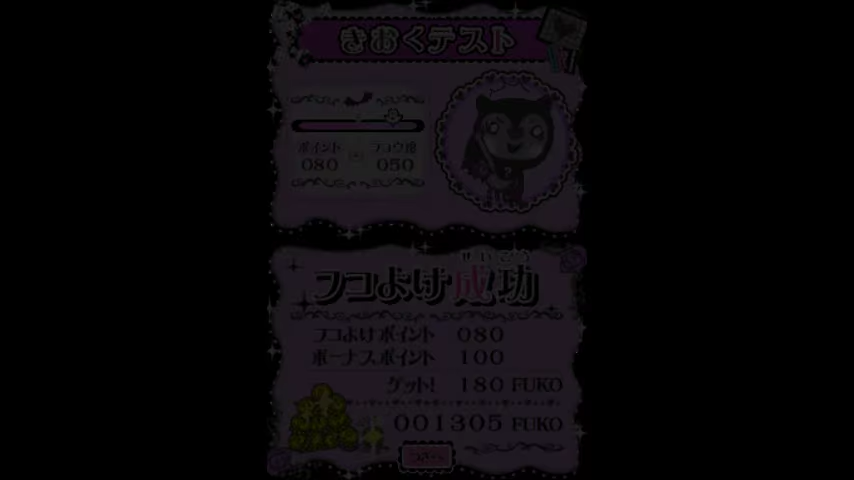 きおくテスト
ポイント
フコウ度
080
050
フコよけ成功
せいこう
フコよけポイント 080
ボーナスポイント 100
ゲット! 180 FUKO
001305 FUKO